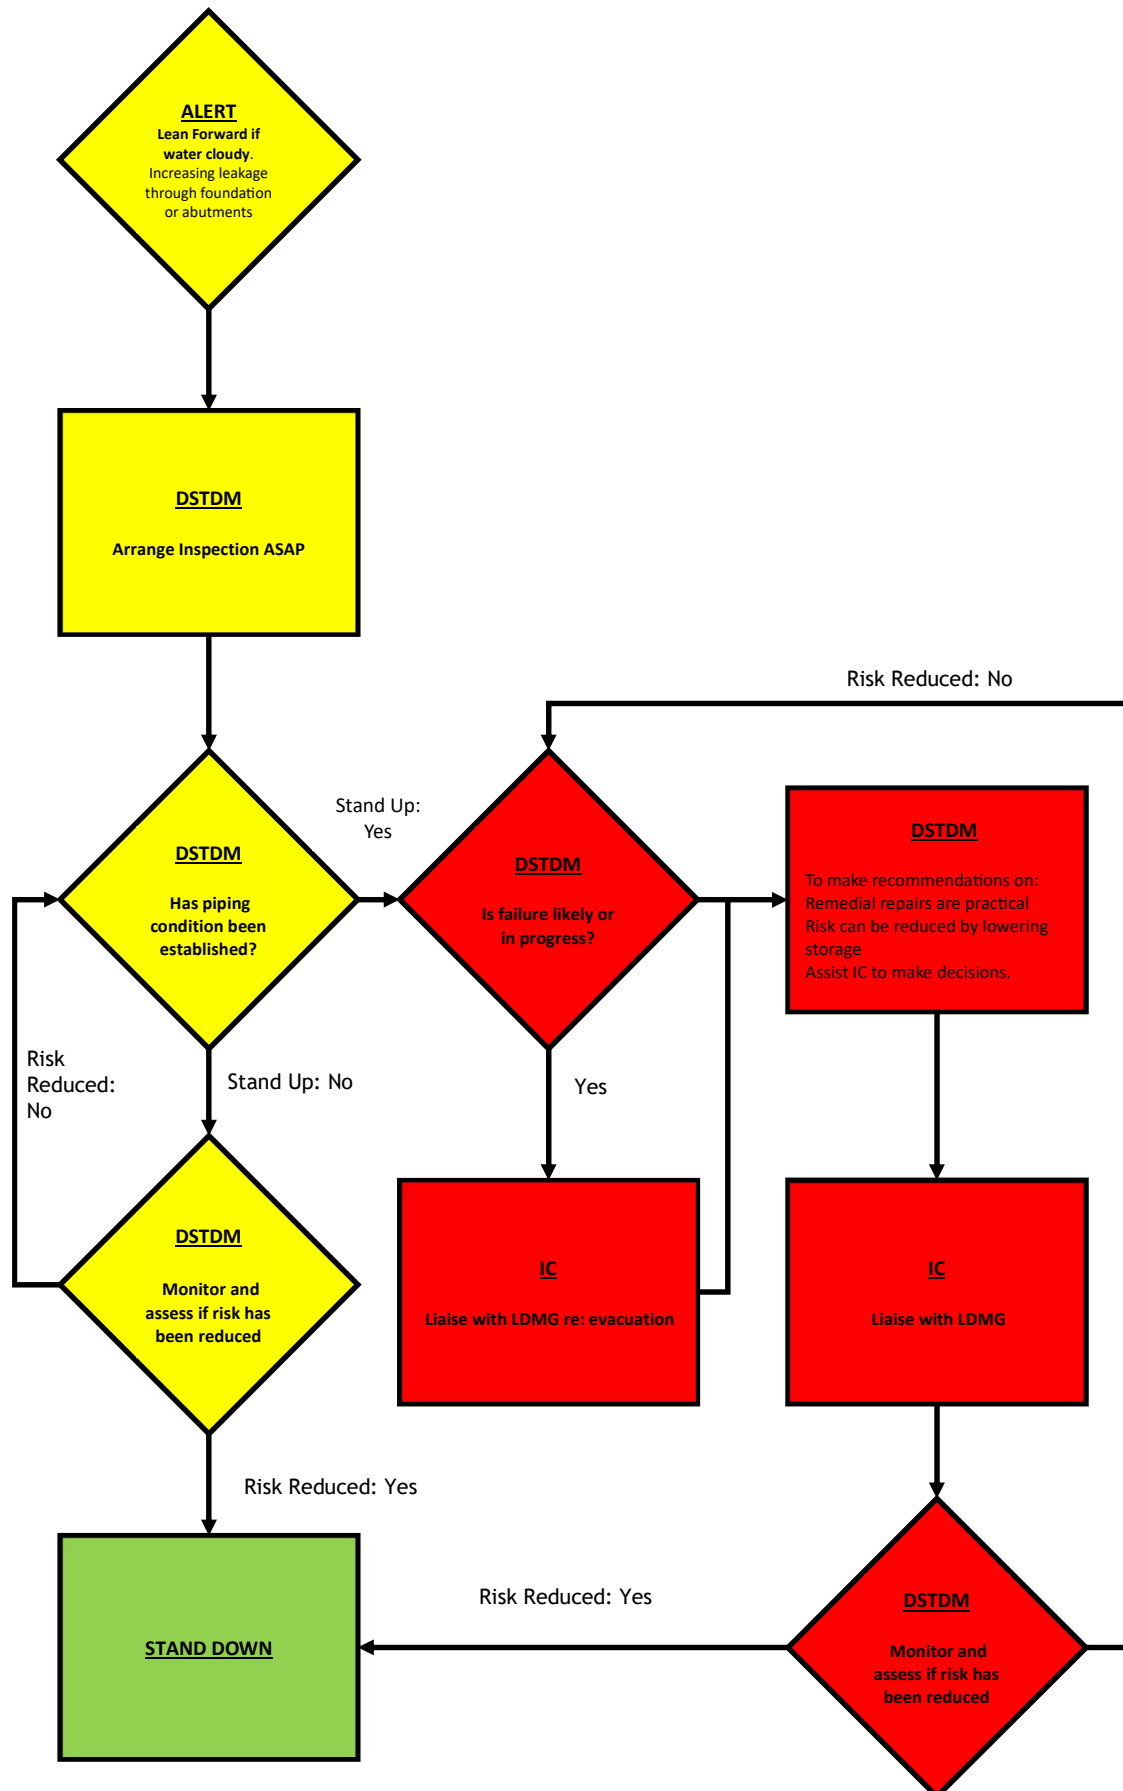 ALERT
Lean Forward if
water cloudy.
Increasing leakage
through foundation
or abutments
DSTDM
Arrange Inspection ASAP
Risk Reduced: No
DSTDM
Has piping
condition been
established?
Stand Up:
Yes
DSTDM
Is failure likely or
in progress?
DSTDM
To make recommendations on:
Remedial repairs are practical
Risk can be reduced by lowering
storage
Assist IC to make decisions.
Risk
Reduced:
No
Stand Up: No
Yes
DSTDM
Monitor and
assess if risk has
been reduced
IC
Liaise with LDMG re: evacuation
IC
Liaise with LDMG
Risk Reduced: Yes
STAND DOWN
Risk Reduced: Yes
DSTDM
Monitor and
assess if risk has
been reduced